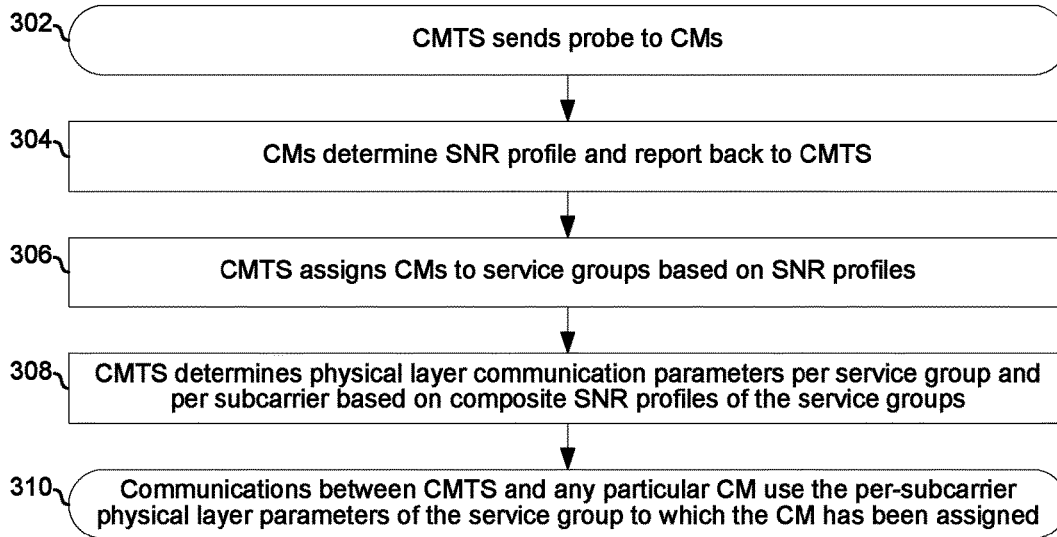 302
CMTS sends probe to CMs
304
CMs determine SNR profile and report back to CMTS
306
CMTS assigns CMs to service groups based on SNR profiles
308
CMTS determines physical layer communication parameters per service group and
per subcarrier based on composite SNR profiles of the service groups
310
Communications between CMTS and any particular CM use the per-subcarrier
physical layer parameters of the service group to which the CM has been assigned